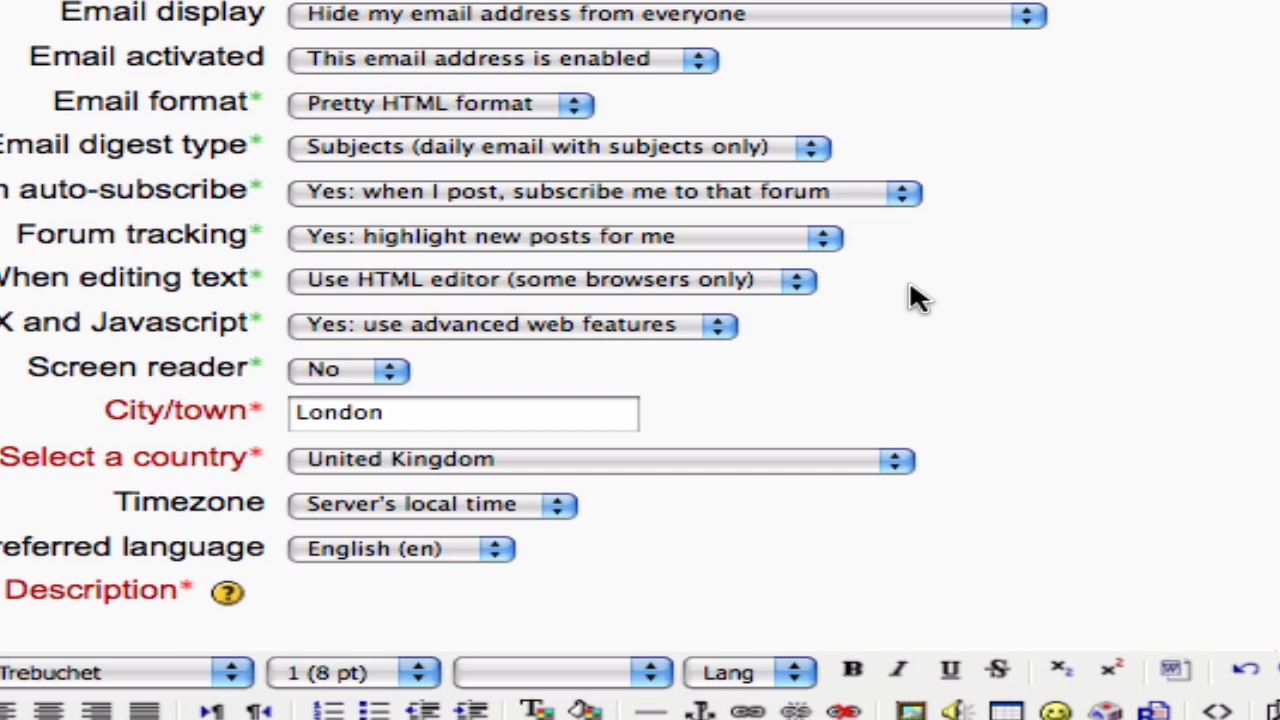 Email display Hide my email address from everyone
Email activated This email address is enabled
Email format* Pretty HTML format
Email digest type* Subjects (daily email with subjects only)
auto-subscribe* Yes: when I post, subscribe me to that forum
Forum tracking* Yes: highlight new posts for me
When editing text* Use HTML editor (some browsers only)
X and Javascript* Yes: use advanced web features
Screen reader* No
City/town* London
Select a country* United Kingdom
Timezone Server's local time
referred language English (en)
Description* ?
Trebuchet 1 (8 pt) Lang B I U S x₂ x² W